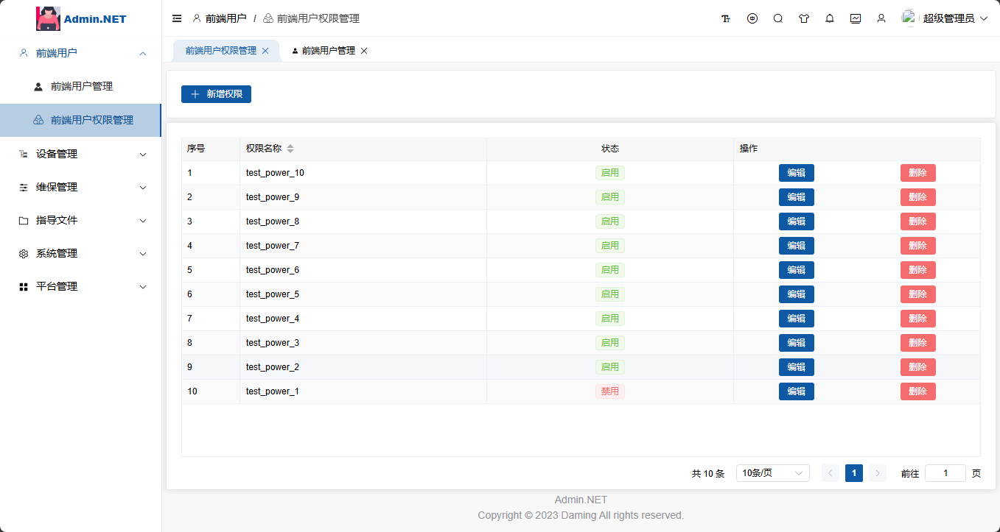 Admin.NET
前端用户 / 前端用户权限管理
超级管理员
前端用户
前端用户管理
前端用户权限管理
设备管理
维保管理
指导文件
系统管理
平台管理
前端用户权限管理 前端用户管理
新增权限
序号 权限名称 状态 操作
1 test_power_10 启用 编辑 删除
2 test_power_9 启用 编辑 删除
3 test_power_8 启用 编辑 删除
4 test_power_7 启用 编辑 删除
5 test_power_6 启用 编辑 删除
6 test_power_5 启用 编辑 删除
7 test_power_4 启用 编辑 删除
8 test_power_3 启用 编辑 删除
9 test_power_2 启用 编辑 删除
10 test_power_1 禁用 编辑 删除
共 10 条 10条/页 1 前往 1 页
Admin.NET
Copyright © 2023 Daming All rights reserved.